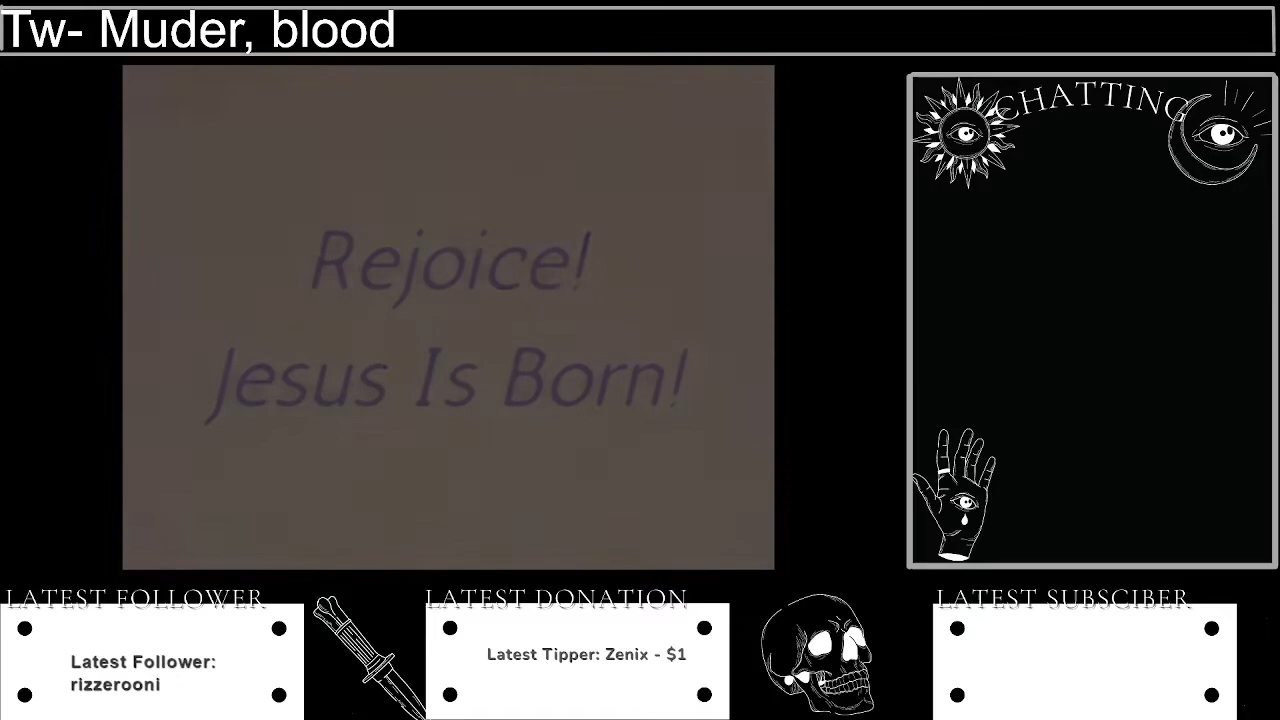 Tw- Muder, blood
CHATTING
Rejoice!
Jesus Is Born!
LATEST FOLLOWER
Latest Follower:
rizzerooni
LATEST DONATION
Latest Tipper: Zenix - $1
LATEST SUBSCIBER